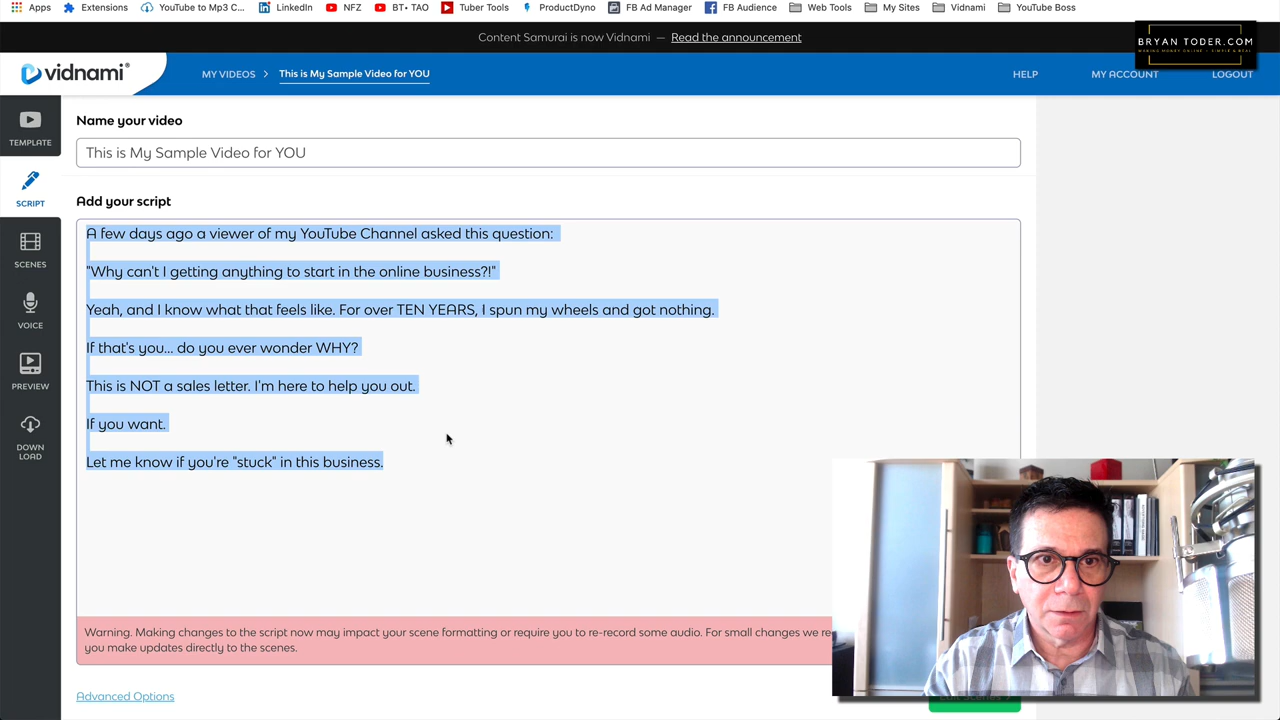 Apps Extensions YouTube to Mp3 C... LinkedIn NFZ BT• TAO Tuber Tools ProductDyno FB Ad Manager FB Audience Web Tools My Sites Vidnami YouTube Boss
Content Samurai is now Vidnami — Read the announcement
BRYAN TODER.COM
MAKING MONEY ONLINE - SIMPLE & REAL
vidnami®
MY VIDEOS > This is My Sample Video for YOU
HELP MY ACCOUNT LOGOUT
TEMPLATE
SCRIPT
SCENES
VOICE
PREVIEW
DOWN
LOAD
Name your video
This is My Sample Video for YOU
Add your script
A few days ago a viewer of my YouTube Channel asked this question:
"Why can't I getting anything to start in the online business?!"
Yeah, and I know what that feels like. For over TEN YEARS, I spun my wheels and got nothing.
If that's you... do you ever wonder WHY?
This is NOT a sales letter. I'm here to help you out.
If you want.
Let me know if you're "stuck" in this business.
Warning. Making changes to the script now may impact your scene formatting or require you to re-record some audio. For small changes we re
you make updates directly to the scenes.
Advanced Options